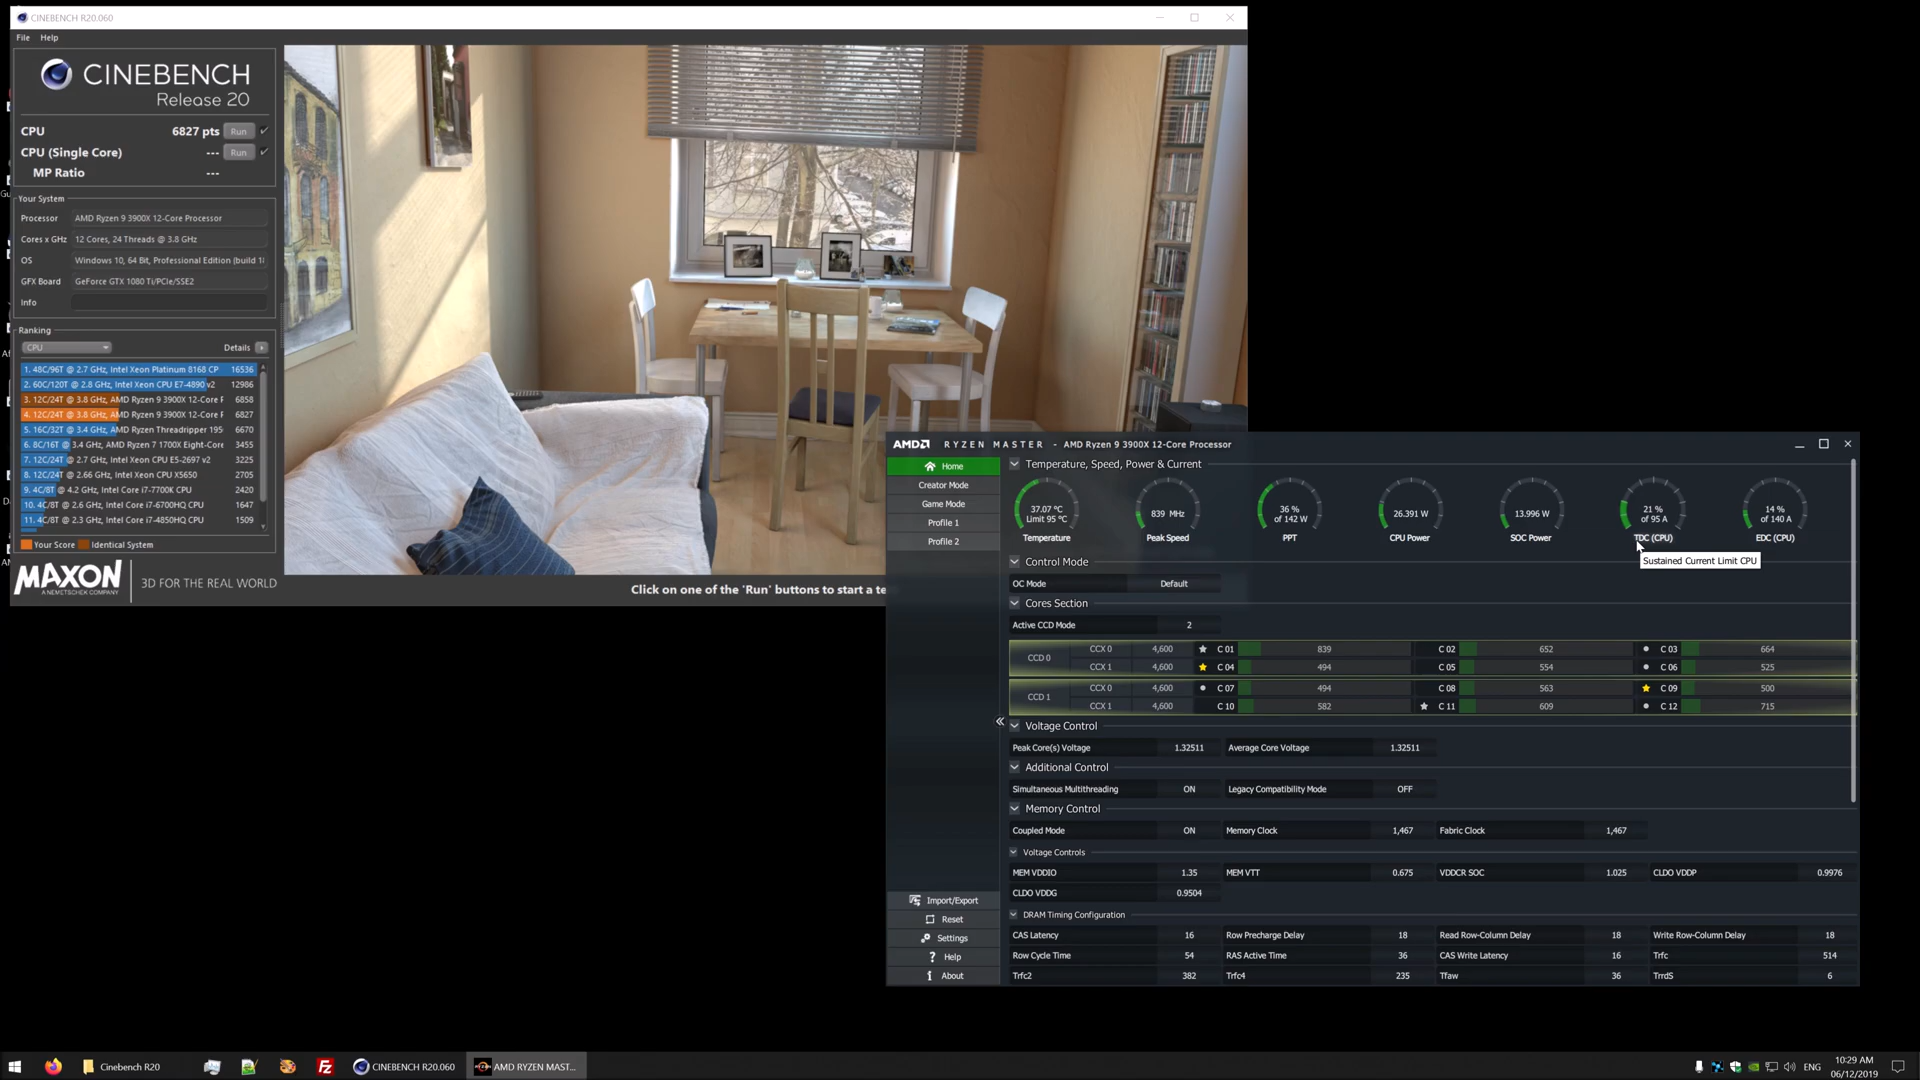 CINEBENCH R20.060
File Help
CINEBENCH
Release 20
CPU 6827 pts Run
CPU (Single Core) --- Run
MP Ratio ---
Your System
Processor AMD Ryzen 9 3900X 12-Core Processor
Cores x GHz 12 Cores, 24 Threads @ 3.8 GHz
OS Windows 10, 64 Bit, Professional Edition (build 18
GFX Board GeForce GTX 1080 Ti/PCIe/SSE2
Info
Ranking
CPU Details
1. 48C/96T @ 2.7 GHz, Intel Xeon Platinum 8168 CP 16536
2. 60C/120T @ 2.8 GHz, Intel Xeon CPU E7-4890 v2 12986
3. 12C/24T @ 3.8 GHz, AMD Ryzen 9 3900X 12-Core F 6858
4. 12C/24T @ 3.8 GHz, AMD Ryzen 9 3900X 12-Core F 6827
5. 16C/32T @ 3.4 GHz, AMD Ryzen Threadripper 195 6670
6. 8C/16T @ 3.4 GHz, AMD Ryzen 7 1700X Eight-Core 3455
7. 12C/24T @ 2.7 GHz, Intel Xeon CPU E5-2697 v2 3225
8. 12C/24T @ 2.66 GHz, Intel Xeon CPU X5650 2705
9. 4C/8T @ 4.2 GHz, Intel Core i7-7700K CPU 2420
10. 4C/8T @ 2.6 GHz, Intel Core i7-6700HQ CPU 1647
11. 4C/8T @ 2.3 GHz, Intel Core i7-4850HQ CPU 1509
Your Score Identical System
MAXON
A NEMETSCHEK COMPANY
3D FOR THE REAL WORLD
Click on one of the 'Run' buttons to start a te
AMD RYZEN MASTER - AMD Ryzen 9 3900X 12-Core Processor
Home
Creator Mode
Game Mode
Profile 1
Profile 2
Import/Export
Reset
Settings
Help
About
Temperature, Speed, Power & Current
37.07 ºC
Limit 95 ºC
Temperature
839 MHz
Peak Speed
36 %
of 142 W
PPT
26.391 W
CPU Power
13.996 W
SOC Power
21 %
of 95 A
TDC (CPU)
14 %
of 140 A
EDC (CPU)
Sustained Current Limit CPU
Control Mode
OC Mode Default
Cores Section
Active CCD Mode 2
CCD 0
CCX 0 4,600 C 01 839 C 02 652 C 03 664
CCX 1 4,600 C 04 494 C 05 554 C 06 525
CCD 1
CCX 0 4,600 C 07 494 C 08 563 C 09 500
CCX 1 4,600 C 10 582 C 11 609 C 12 715
Voltage Control
Peak Core(s) Voltage 1.32511 Average Core Voltage 1.32511
Additional Control
Simultaneous Multithreading ON Legacy Compatibility Mode OFF
Memory Control
Coupled Mode ON Memory Clock 1,467 Fabric Clock 1,467
Voltage Controls
MEM VDDIO 1.35 MEM VTT 0.675 VDDCR SOC 1.025 CLDO VDDP 0.9976
CLDO VDDG 0.9504
DRAM Timing Configuration
CAS Latency 16 Row Precharge Delay 18 Read Row-Column Delay 18 Write Row-Column Delay 18
Row Cycle Time 54 RAS Active Time 36 CAS Write Latency 16 Trfc 514
Trfc2 382 Trfc4 235 Tfaw 36 TrrdS 6
Cinebench R20
CINEBENCH R20.060
AMD RYZEN MAST...
ENG
10:29 AM
06/12/2019